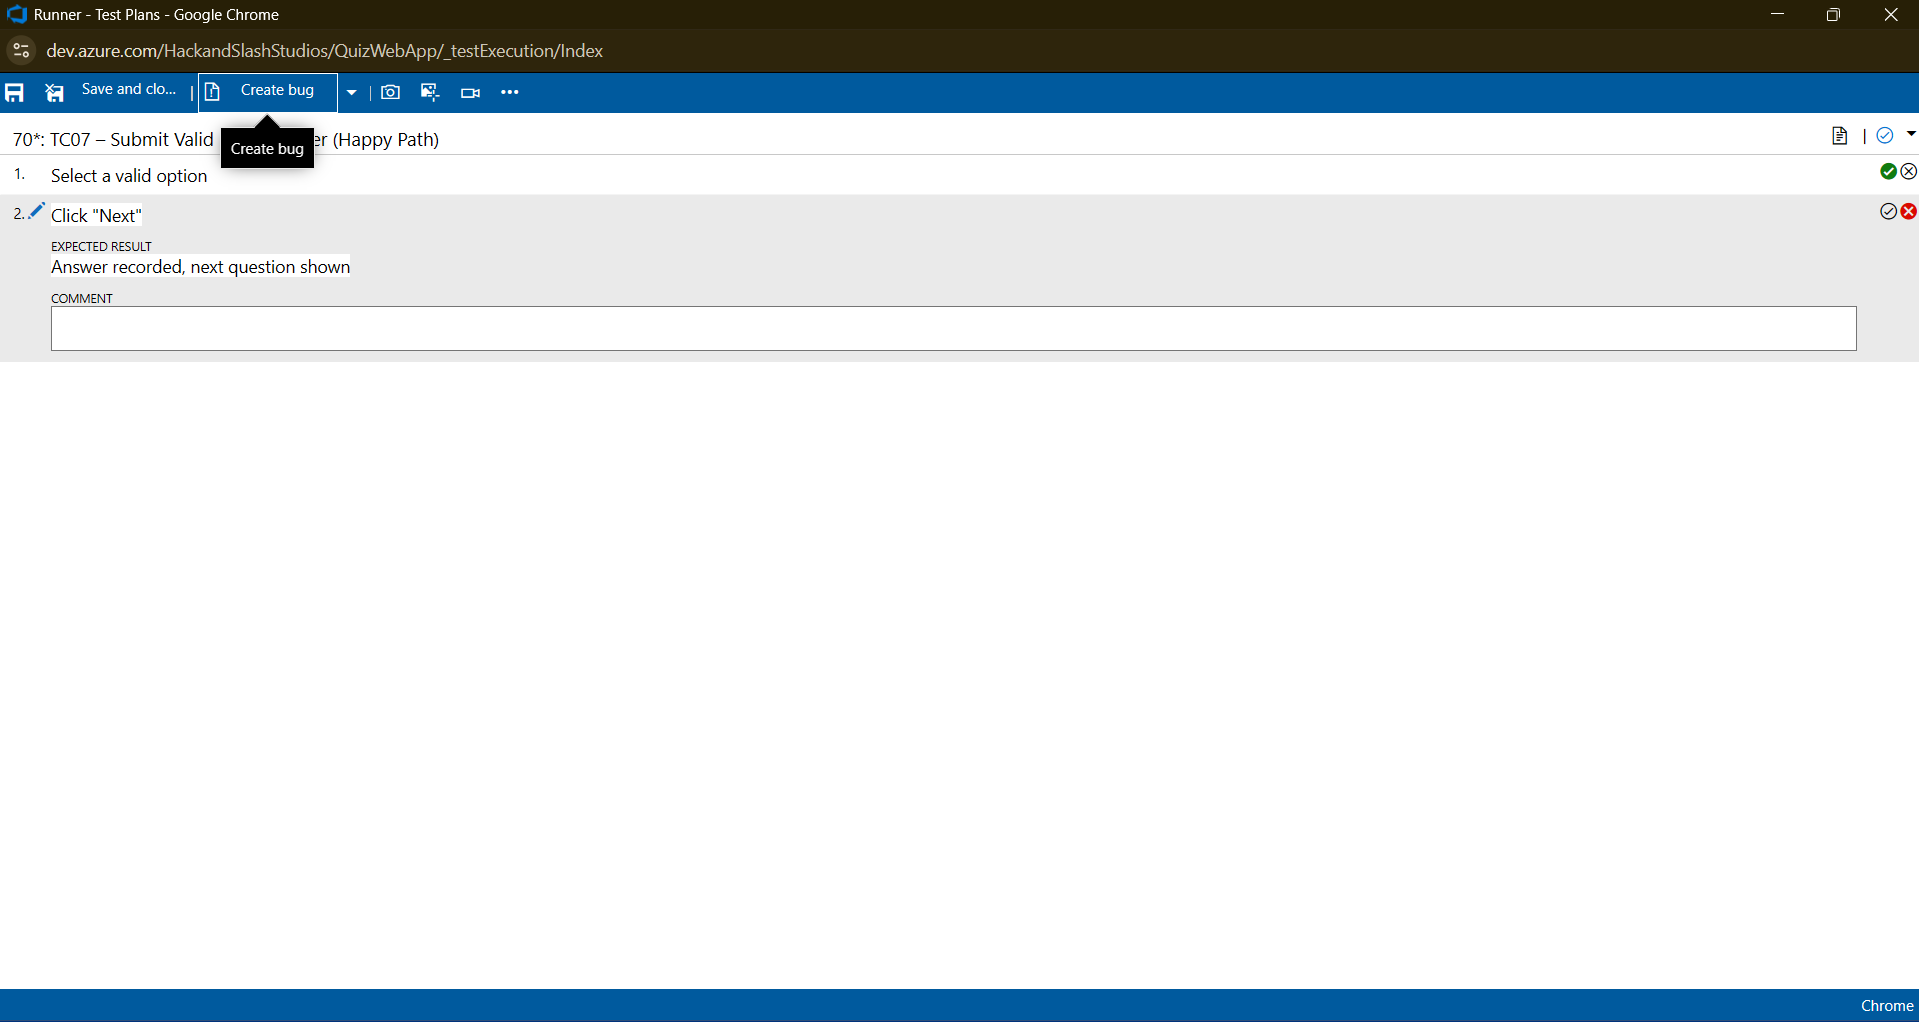 Runner - Test Plans - Google Chrome
dev.azure.com/HackandSlashStudios/QuizWebApp/_testExecution/Index
Save and clo... | Create bug |
70*: TC07 – Submit Valid er (Happy Path) |
Create bug
1. Select a valid option
2. Click "Next"
EXPECTED RESULT
Answer recorded, next question shown
COMMENT
Chrome